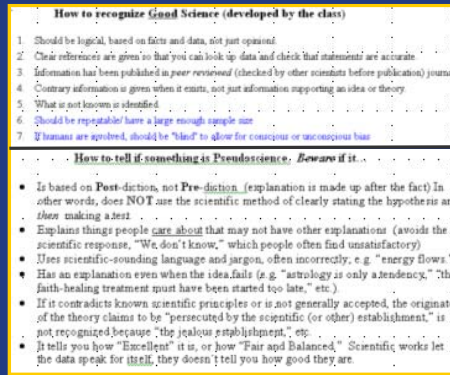 How to recognize Good Science (developed by the class)
1. Should be logical, based on facts and data, not just opinions.
2. Clear references are given so that you can look up data and check that statements are accurate.
3. Information has been published in peer reviewed (checked by other scientists before publication) journa
4. Contrary information is given when it exists, not just information supporting an idea or theory.
5. What is not known is identified.
6. Should be repeatable/ have a large enough sample size
7. If humans are involved, should be "blind" to allow for conscious or unconscious bias
How to tell if something is Pseudoscience. Beware if it...
• Is based on Post-diction, not Pre-diction (explanation is made up after the fact) In
other words, does NOT use the scientific method of clearly stating the hypothesis an
then making a test.
• Explains things people care about that may not have other explanations (avoids the
scientific response, "We don't know," which people often find unsatisfactory)
• Uses scientific-sounding language and jargon, often incorrectly, e.g. "energy flows."
• Has an explanation even when the idea fails (e.g. "astrology is only a tendency," "th
faith-healing treatment must have been started too late," etc.).
• If it contradicts known scientific principles or is not generally accepted, the originat
of the theory claims to be "persecuted by the scientific (or other) establishment," is
not recognized because "the jealous establishment," etc.
• It tells you how "Excellent" it is, or how "Fair and Balanced." Scientific works let
the data speak for itself, they don't tell you how good they are.